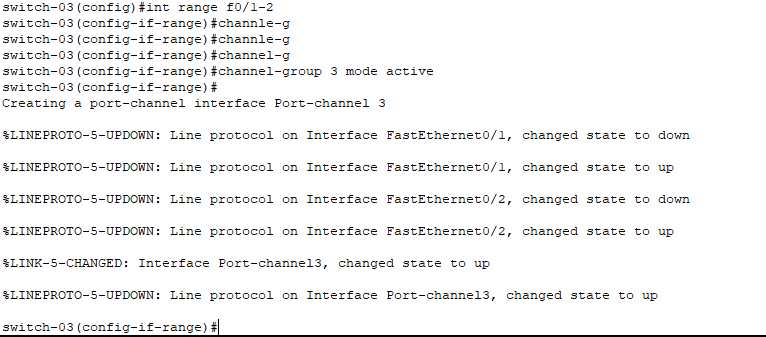 switch-03(config)#int range f0/1-2
switch-03(config-if-range)#channle-g
switch-03(config-if-range)#channle-g
switch-03(config-if-range)#channel-g
switch-03(config-if-range)#channel-group 3 mode active
switch-03(config-if-range)#
Creating a port-channel interface Port-channel 3
%LINEPROTO-5-UPDOWN: Line protocol on Interface FastEthernet0/1, changed state to down
%LINEPROTO-5-UPDOWN: Line protocol on Interface FastEthernet0/1, changed state to up
%LINEPROTO-5-UPDOWN: Line protocol on Interface FastEthernet0/2, changed state to down
%LINEPROTO-5-UPDOWN: Line protocol on Interface FastEthernet0/2, changed state to up
%LINK-5-CHANGED: Interface Port-channel3, changed state to up
%LINEPROTO-5-UPDOWN: Line protocol on Interface Port-channel3, changed state to up
switch-03(config-if-range)#